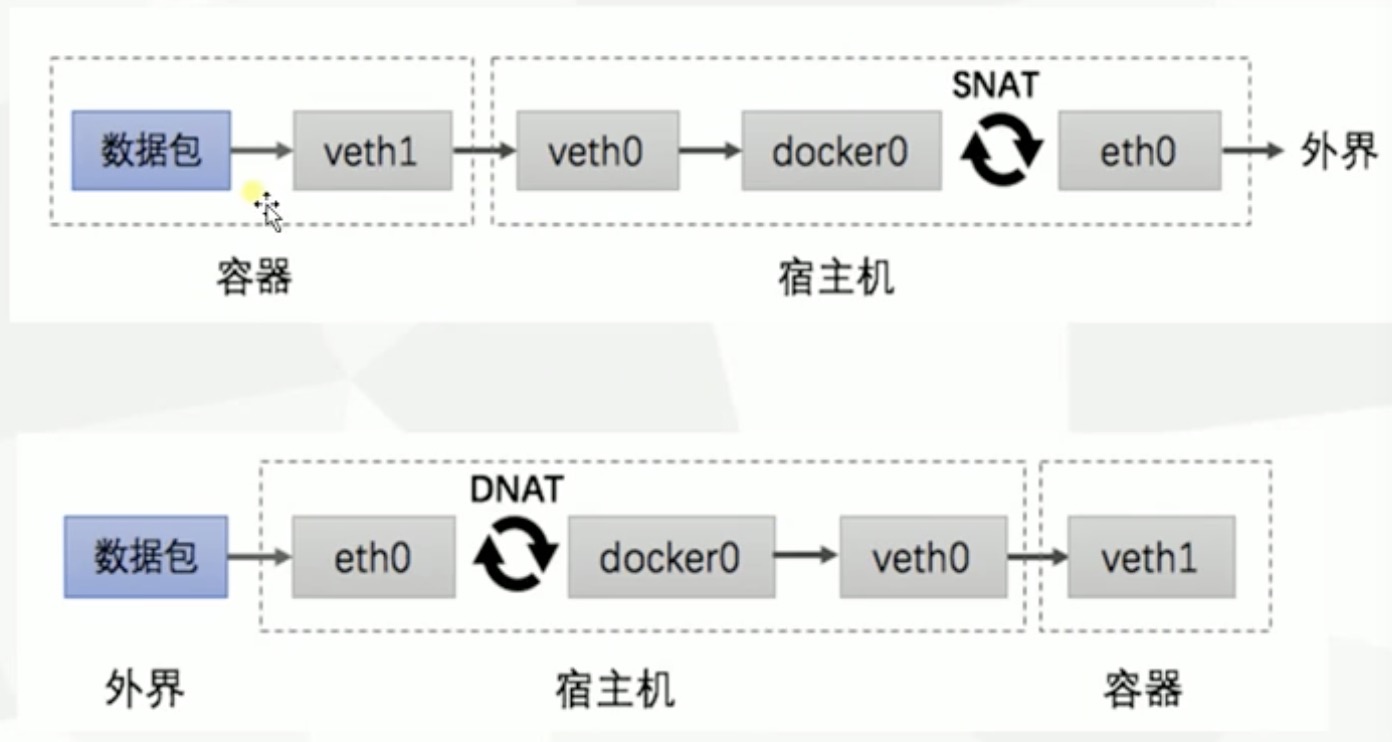 SNAT
数据包
veth1
veth0
docker0
eth0
外界
容器
宿主机
DNAT
数据包
eth0
docker0
veth0
veth1
外界
宿主机
容器